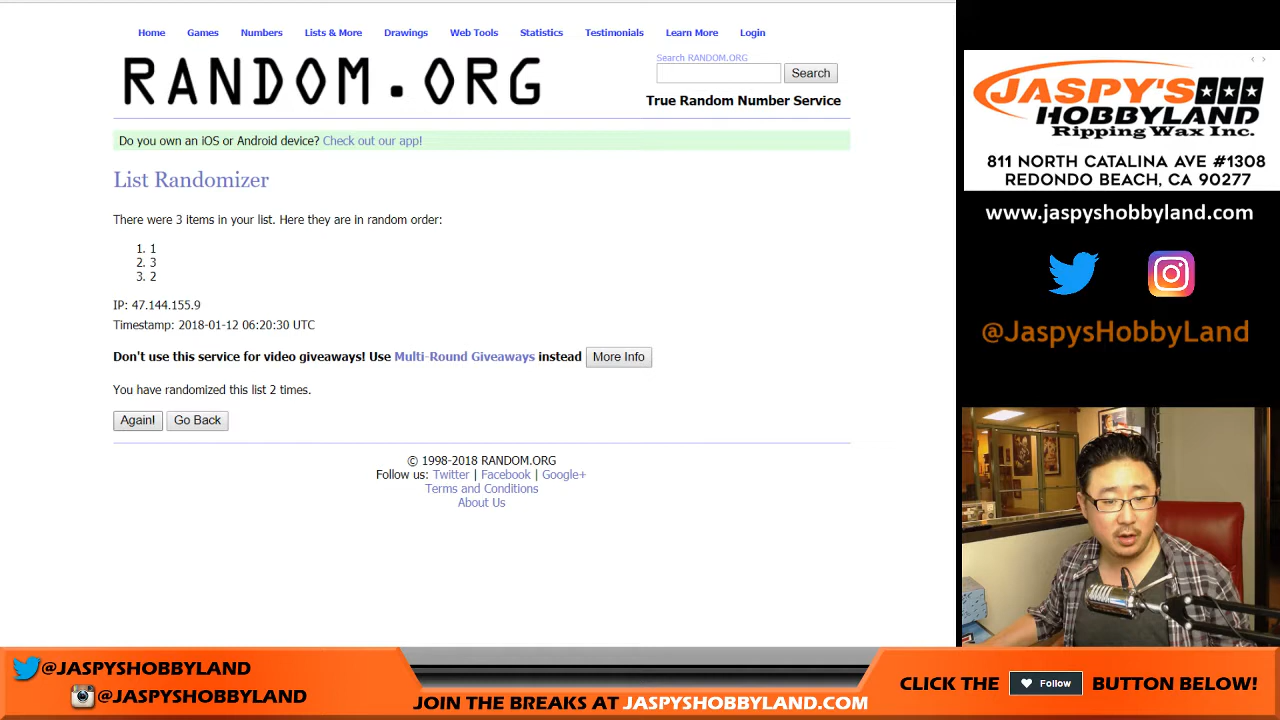 Home Games Numbers Lists & More Drawings Web Tools Statistics Testimonials Learn More Login
RANDOM.ORG
Search RANDOM.ORG
Search
True Random Number Service
Do you own an iOS or Android device? Check out our app!
List Randomizer
There were 3 items in your list. Here they are in random order:
1. 1
2. 3
3. 2
IP: 47.144.155.9
Timestamp: 2018-01-12 06:20:30 UTC
Don't use this service for video giveaways! Use Multi-Round Giveaways instead More Info
You have randomized this list 2 times.
Again! Go Back
© 1998-2018 RANDOM.ORG
Follow us: Twitter | Facebook | Google+
Terms and Conditions
About Us
JASPY'S
HOBBYLAND
Ripping Wax Inc.
811 NORTH CATALINA AVE #1308
REDONDO BEACH, CA 90277
www.jaspyshobbyland.com
@JaspysHobbyLand
@JASPYSHOBBYLAND
@JASPYSHOBBYLAND
JOIN THE BREAKS AT JASPYSHOBBYLAND.COM
CLICK THE Follow BUTTON BELOW!